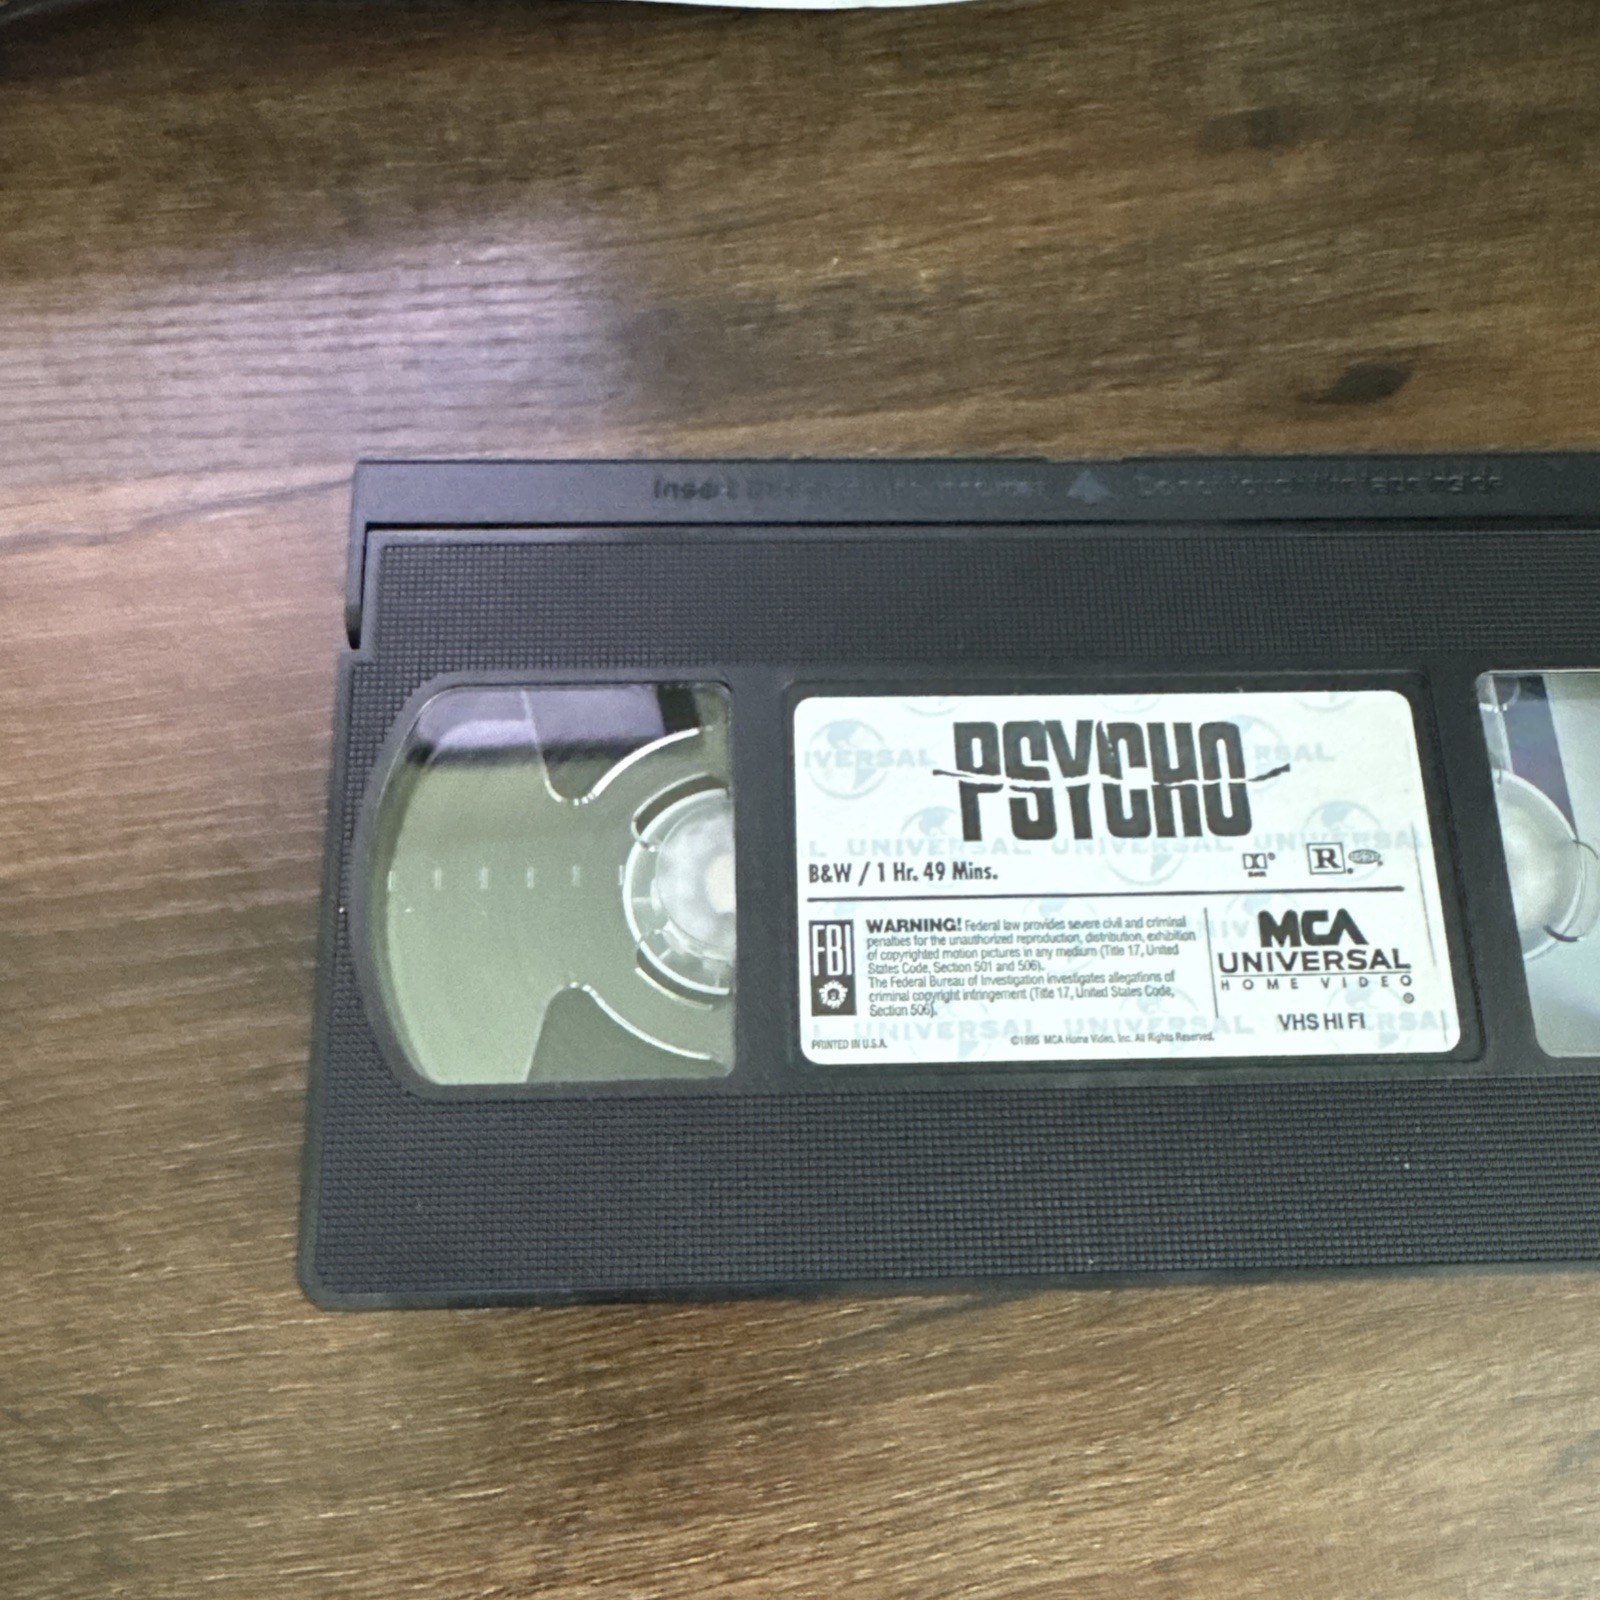 Insert
PSYCHO
B&W / 1 Hr. 49 Mins.
R
FBI
WARNING! Federal law provides severe civil and criminal
penalties for the unauthorized reproduction, distribution, exhibition
of copyrighted motion pictures in any medium (Title 17, United
States Code, Section 501 and 506).
The Federal Bureau of Investigation investigates allegations of
criminal copyright infringement (Title 17, United States Code,
Section 506).
MCA
UNIVERSAL
HOME VIDEO
VHS HI FI
PRINTED IN U.S.A.
©1995 MCA Home Video, Inc. All Rights Reserved.